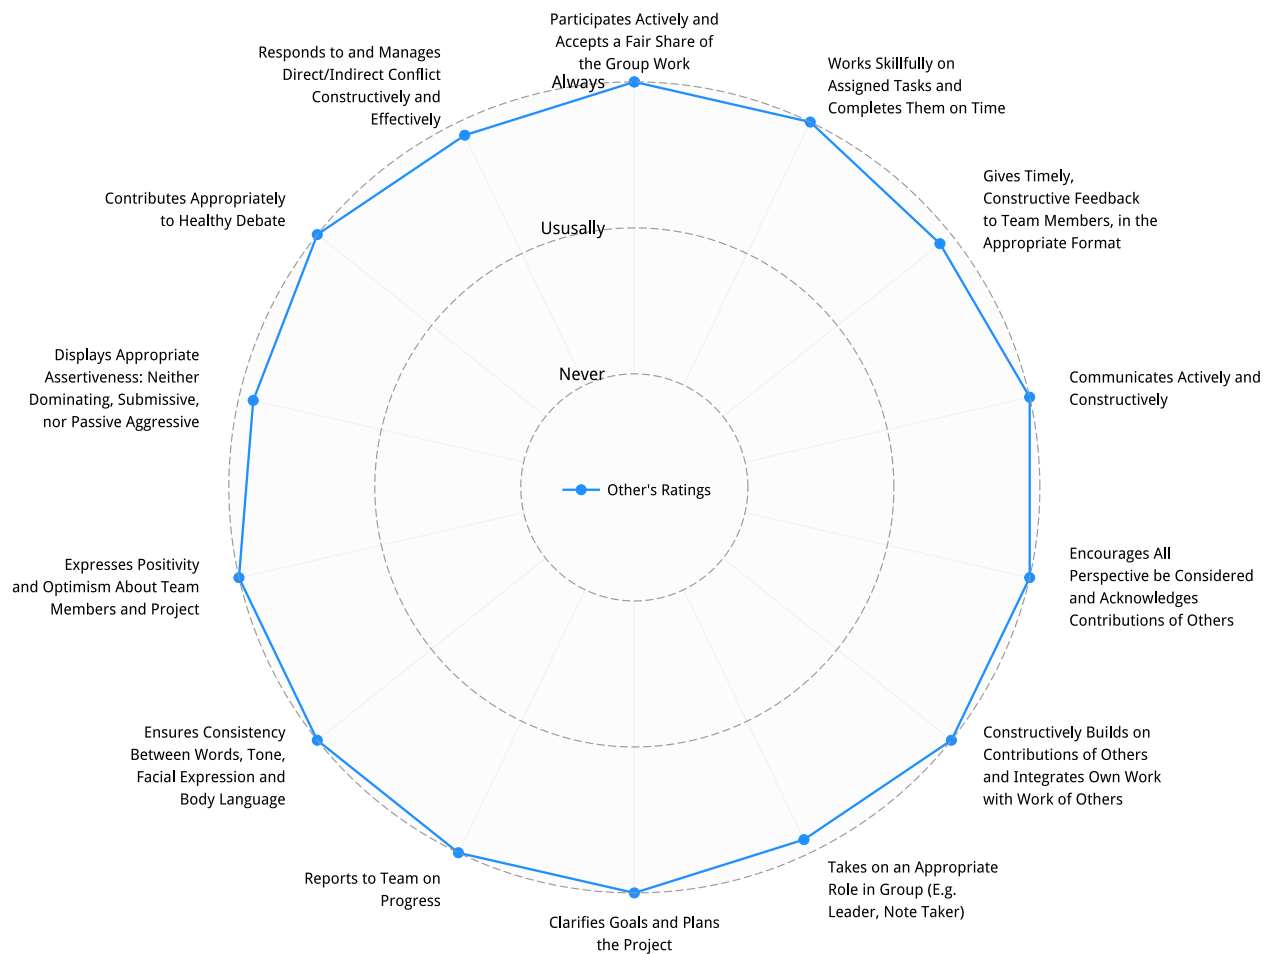 Participates Actively and
Accepts a Fair Share of
the Group Work
Works Skillfully on
Assigned Tasks and
Completes Them on Time
Gives Timely,
Constructive Feedback
to Team Members, in the
Appropriate Format
Communicates Actively and
Constructively
Encourages All
Perspective be Considered
and Acknowledges
Contributions of Others
Constructively Builds on
Contributions of Others
and Integrates Own Work
with Work of Others
Takes on an Appropriate
Role in Group (E.g.
Leader, Note Taker)
Clarifies Goals and Plans
the Project
Reports to Team on
Progress
Ensures Consistency
Between Words, Tone,
Facial Expression and
Body Language
Expresses Positivity
and Optimism About Team
Members and Project
Displays Appropriate
Assertiveness: Neither
Dominating, Submissive,
nor Passive Aggressive
Contributes Appropriately
to Healthy Debate
Responds to and Manages
Direct/Indirect Conflict
Constructively and
Effectively
Always
Ususally
Never
Other's Ratings